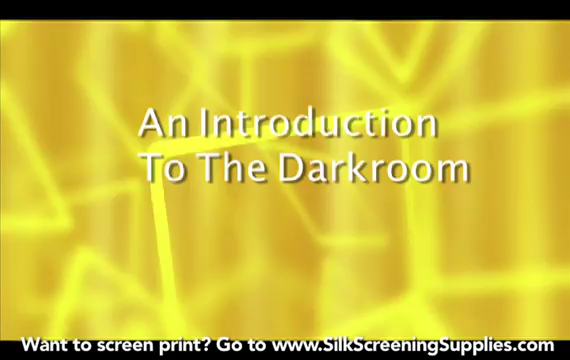 An Introduction
To The Darkroom
Want to screen print? Go to www.SilkScreeningSupplies.com